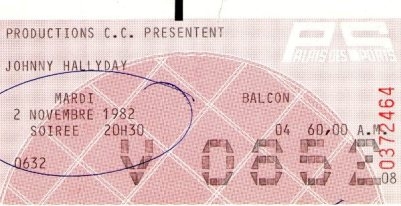 PRODUCTIONS C.C. PRESENTENT
PS
PALAIS DES SPORTS
JOHNNY HALLYDAY
MARDI
BALCON
2 NOVEMBRE 1982
SOIREE 20H30
04 60,00 A.M.
0632
V 0652
08
0372464